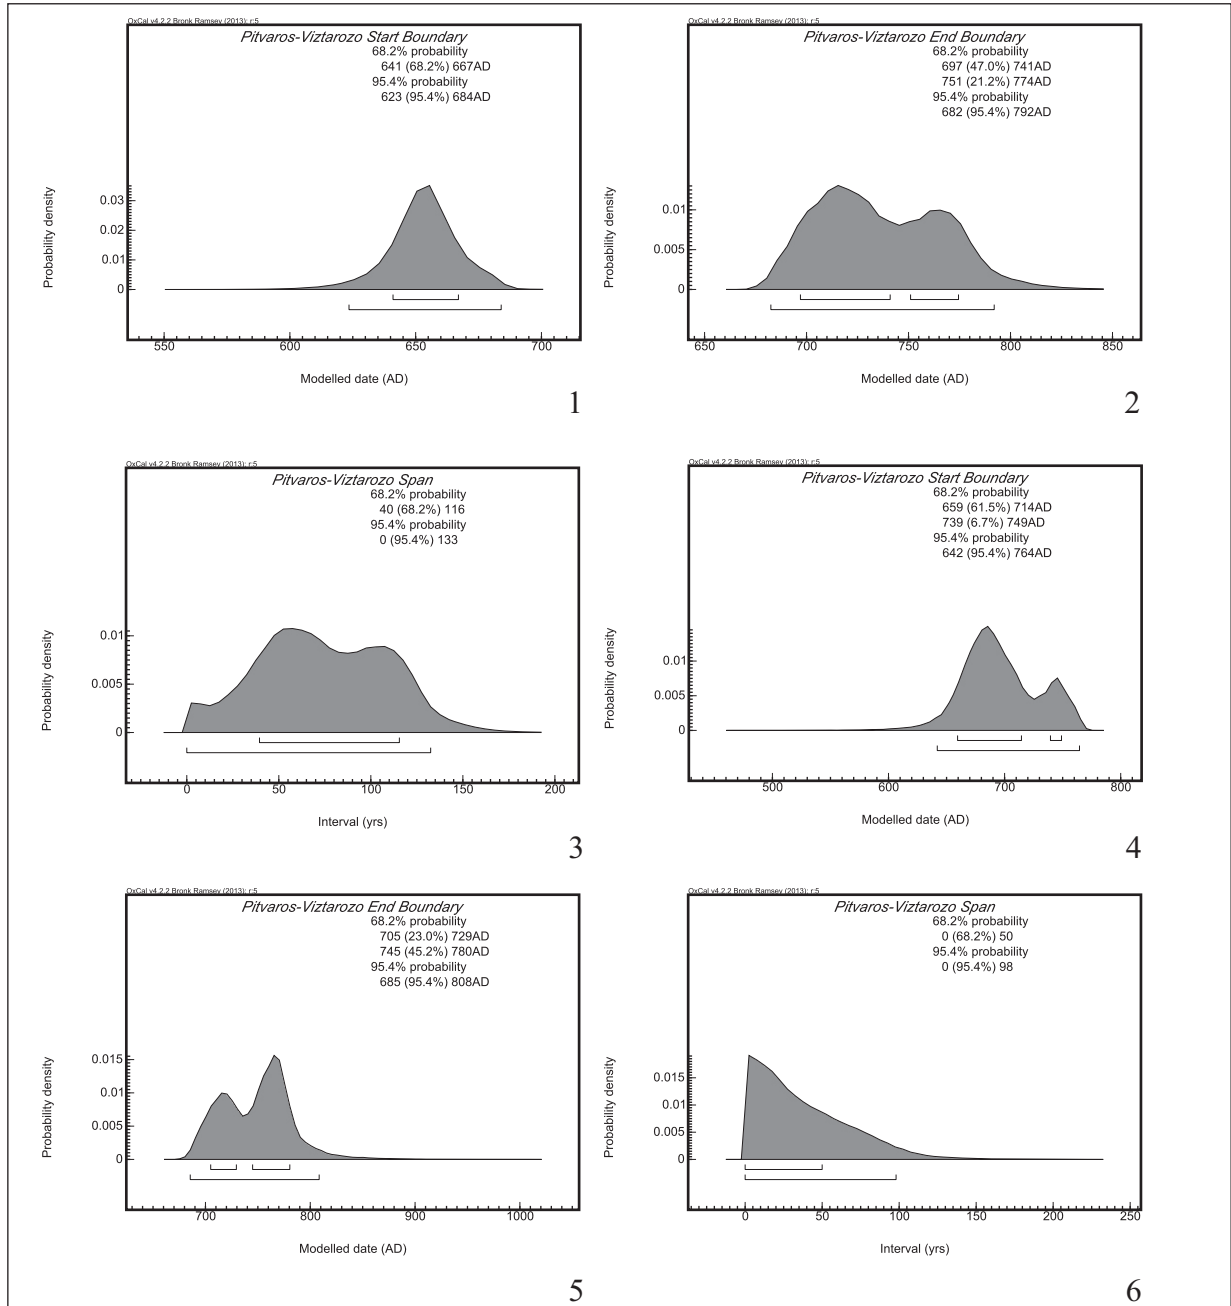 OxCal v4.2.2 Bronk Ramsey (2013); r:5
Pitvaros-Viztarozo Start Boundary
68.2% probability
641 (68.2%) 667AD
95.4% probability
623 (95.4%) 684AD
Probability density
0.03
0.02
0.01
0
550 600 650 700
Modelled date (AD)
1
OxCal v4.2.2 Bronk Ramsey (2013); r:5
Pitvaros-Viztarozo End Boundary
68.2% probability
697 (47.0%) 741AD
751 (21.2%) 774AD
95.4% probability
682 (95.4%) 792AD
Probability density
0.01
0.005
0
650 700 750 800 850
Modelled date (AD)
2
OxCal v4.2.2 Bronk Ramsey (2013); r:5
Pitvaros-Viztarozo Span
68.2% probability
40 (68.2%) 116
95.4% probability
0 (95.4%) 133
Probability density
0.01
0.005
0
0 50 100 150 200
Interval (yrs)
3
OxCal v4.2.2 Bronk Ramsey (2013); r:5
Pitvaros-Viztarozo Start Boundary
68.2% probability
659 (61.5%) 714AD
739 (6.7%) 749AD
95.4% probability
642 (95.4%) 764AD
Probability density
0.01
0.005
0
500 600 700 800
Modelled date (AD)
4
OxCal v4.2.2 Bronk Ramsey (2013); r:5
Pitvaros-Viztarozo End Boundary
68.2% probability
705 (23.0%) 729AD
745 (45.2%) 780AD
95.4% probability
685 (95.4%) 808AD
Probability density
0.015
0.01
0.005
0
700 800 900 1000
Modelled date (AD)
5
OxCal v4.2.2 Bronk Ramsey (2013); r:5
Pitvaros-Viztarozo Span
68.2% probability
0 (68.2%) 50
95.4% probability
0 (95.4%) 98
Probability density
0.015
0.01
0.005
0
0 50 100 150 200 250
Interval (yrs)
6